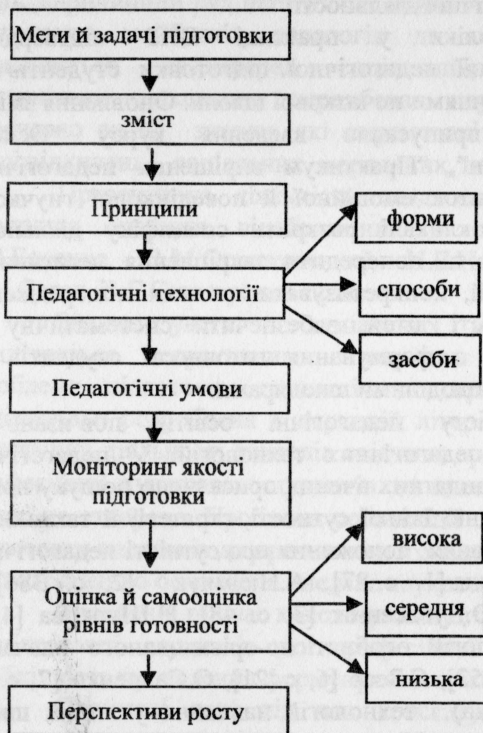 Мети й задачі підготовки
зміст
Принципи
форми
Педагогічні технології
способи
засоби
Педагогічні умови
Моніторинг якості
підготовки
висока
Оцінка й самооцінка
рівня готовності
середня
низька
Перспективи росту